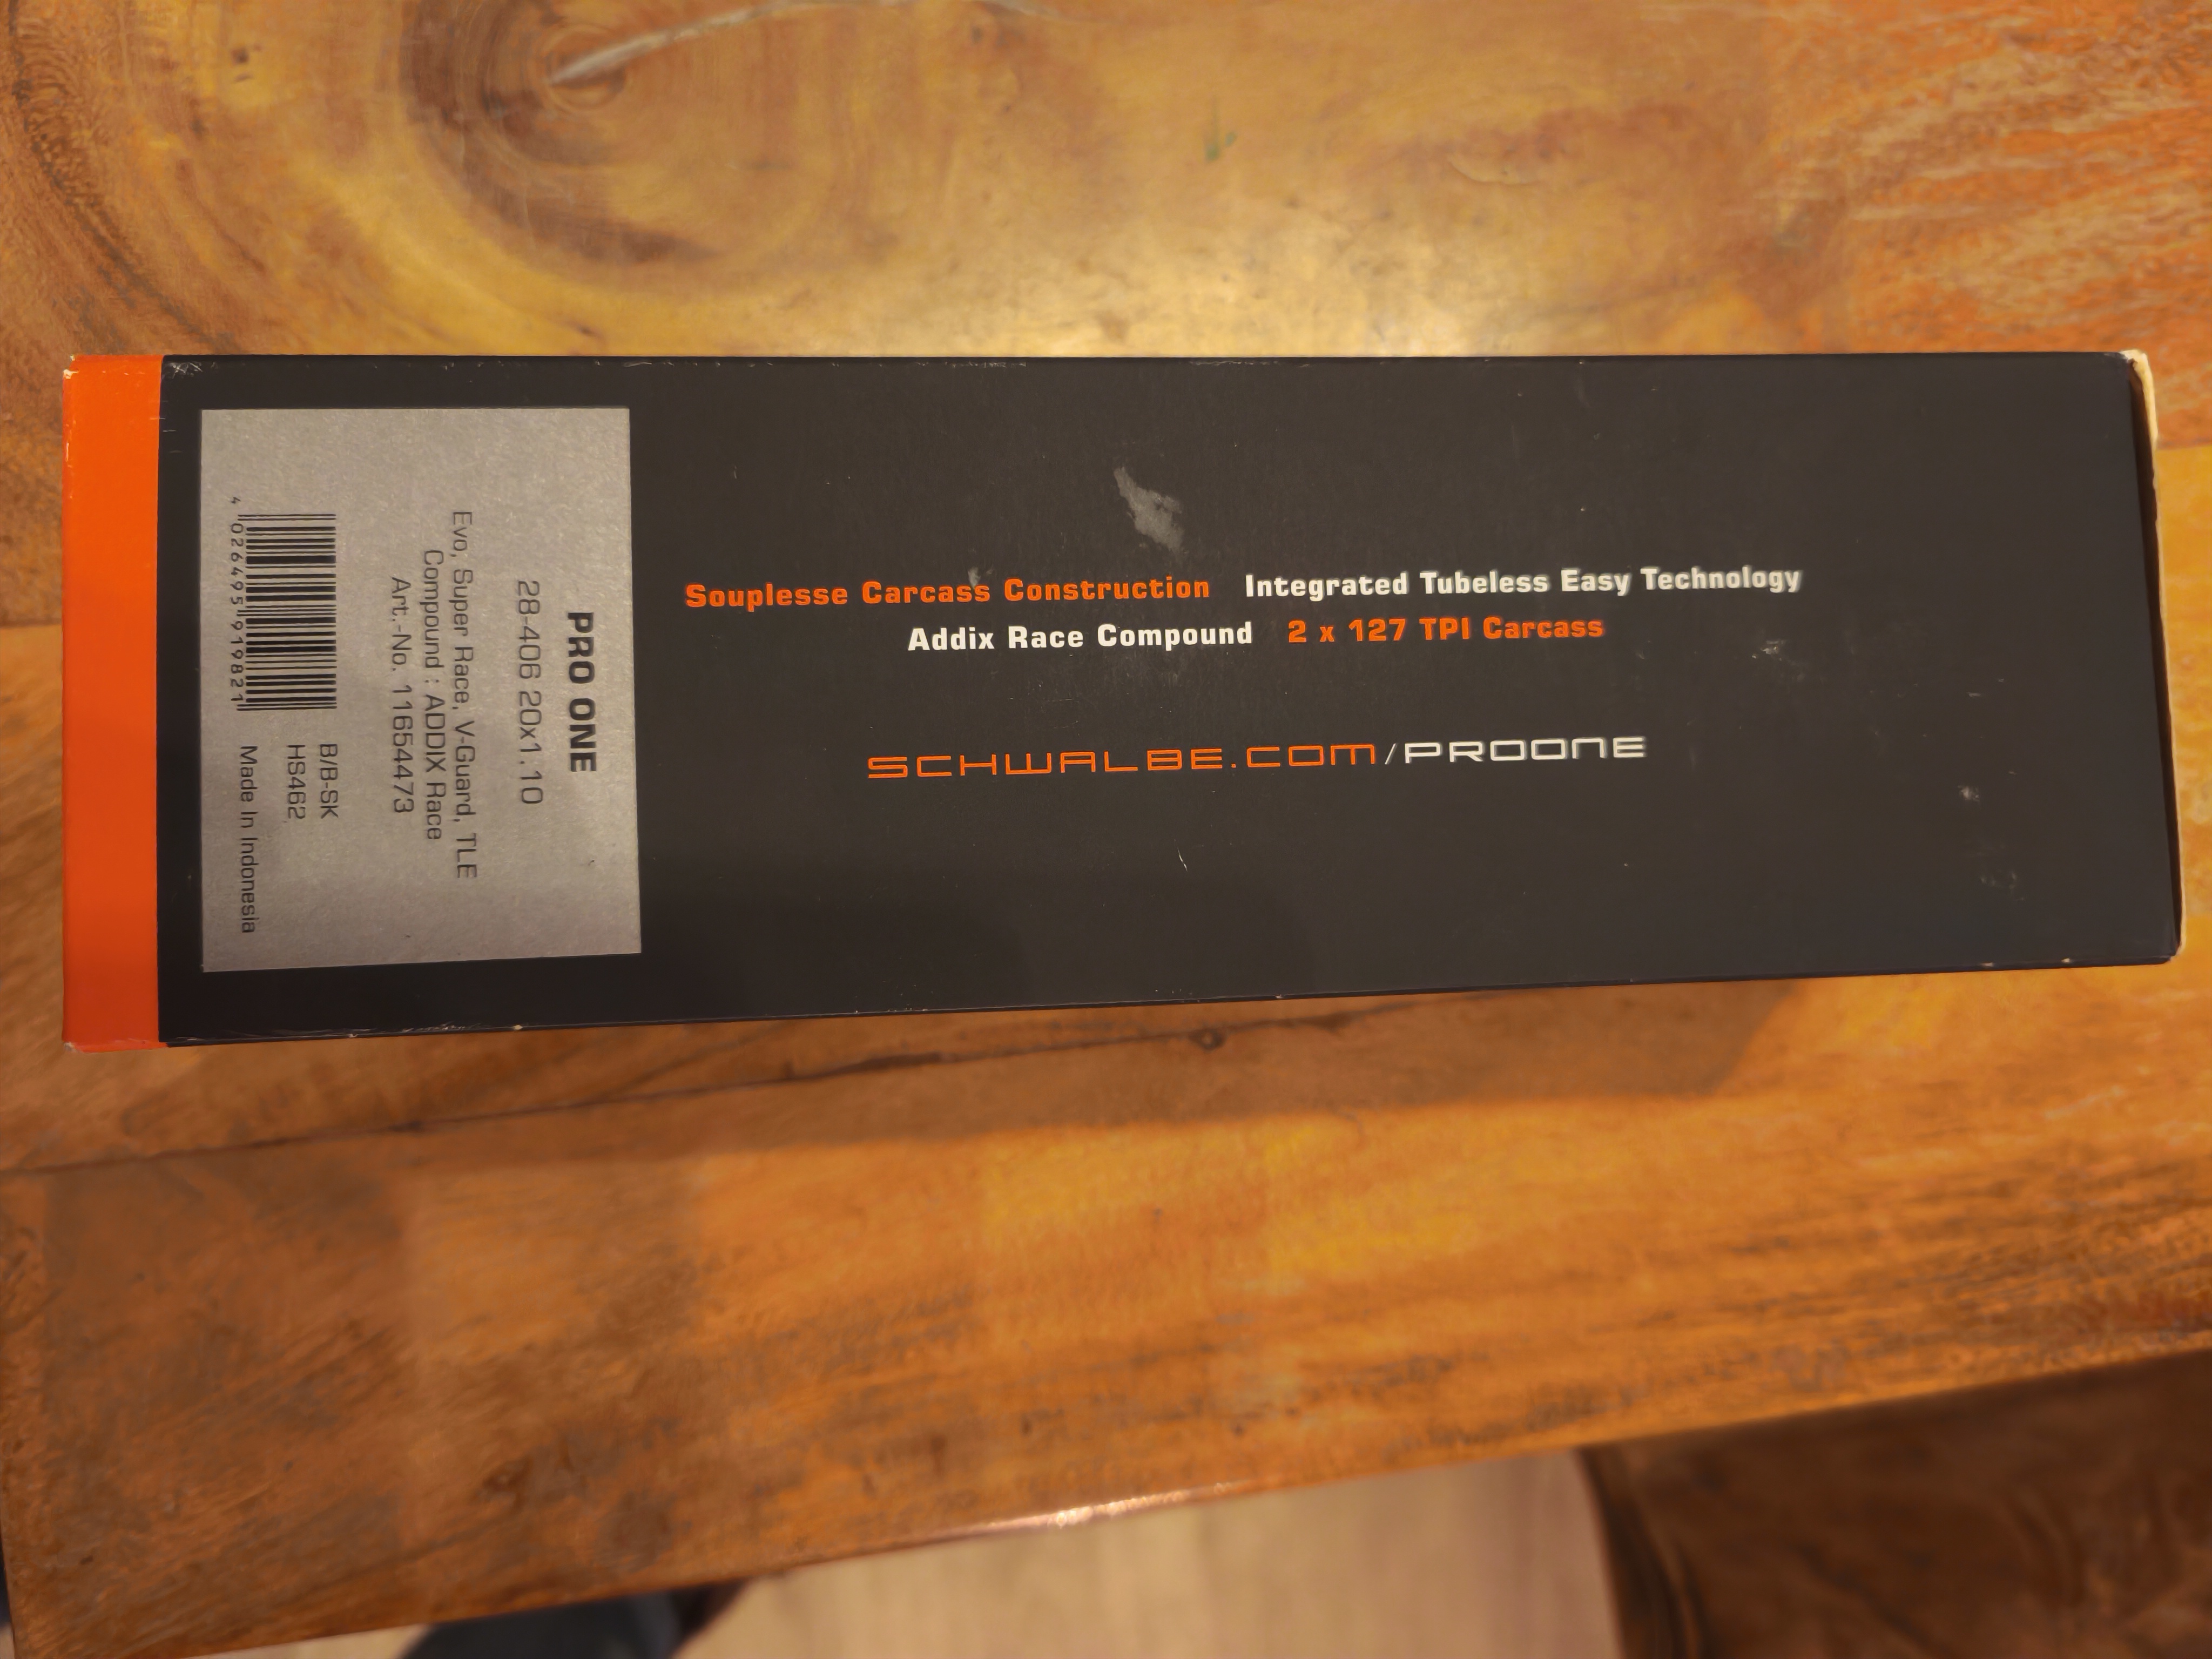 PRO ONE
28-406 20x1.10
Evo, Super Race, V-Guard, TLE
Compound : ADDIX Race
Art.-No. 11654473
B/B-SK
HS462
4 026495 919821
Made In Indonesia
Souplesse Carcass Construction Integrated Tubeless Easy Technology
Addix Race Compound 2 x 127 TPI Carcass
SCHWALBE.COM/PROONE